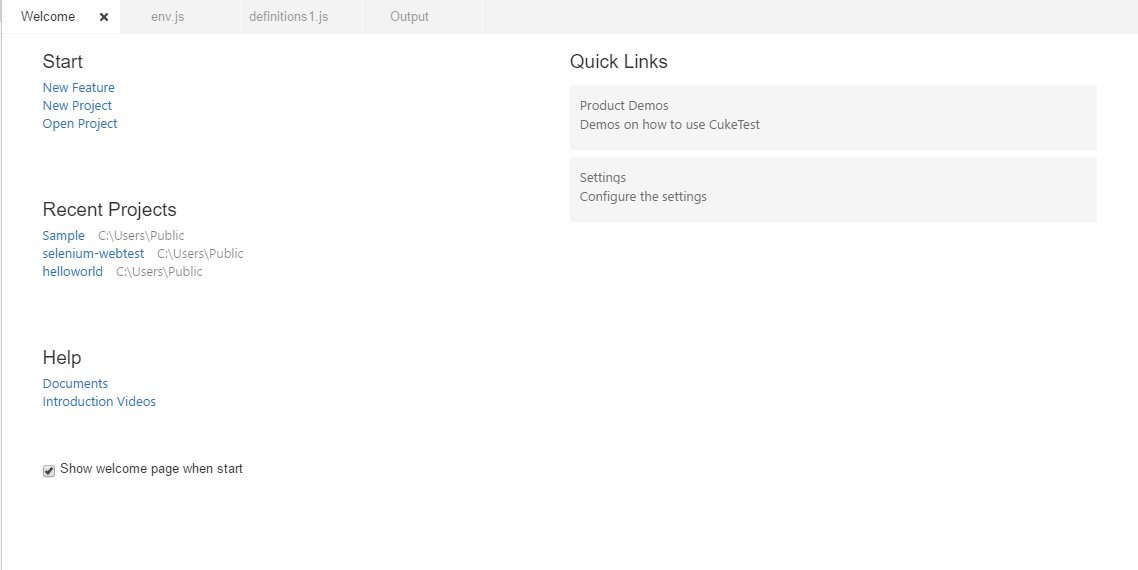 Welcome
env.js
definitions1.js
Output
Start
New Feature
New Project
Open Project
Recent Projects
Sample C:\Users\Public
selenium-webtest C:\Users\Public
helloworld C:\Users\Public
Help
Documents
Introduction Videos
Show welcome page when start
Quick Links
Product Demos
Demos on how to use CukeTest
Settings
Configure the settings